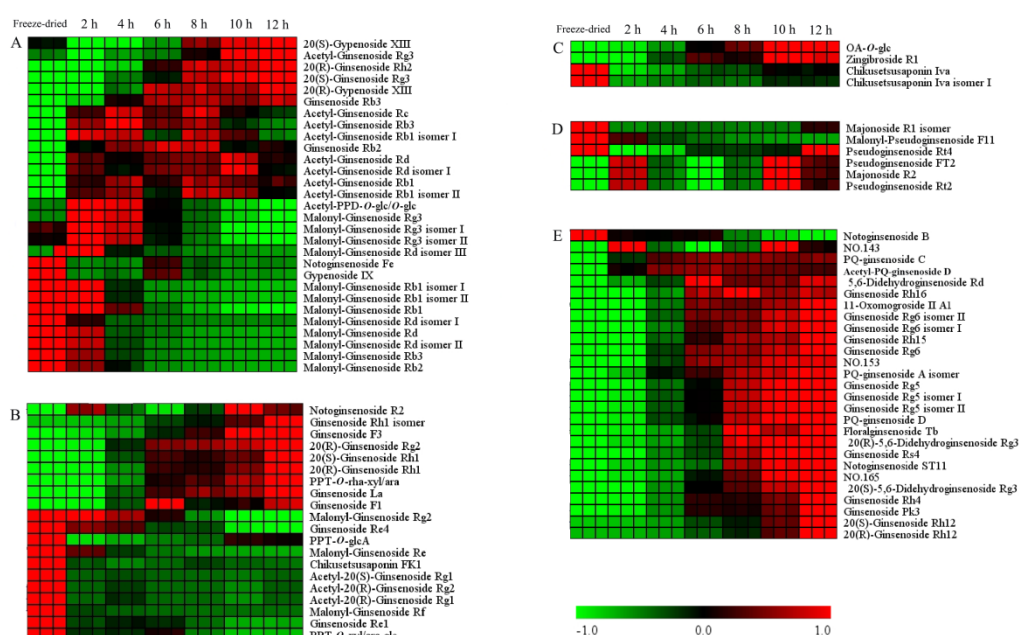 Freeze-dried 2 h 4 h 6 h 8 h 10 h 12 h
A
20(S)-Gypenoside XIII
Acetyl-Ginsenoside Rg3
20(R)-Ginsenoside Rh2
20(S)-Ginsenoside Rg3
20(R)-Gypenoside XIII
Ginsenoside Rb3
Acetyl-Ginsenoside Rc
Acetyl-Ginsenoside Rb3
Acetyl-Ginsenoside Rb1 isomer I
Ginsenoside Rb2
Acetyl-Ginsenoside Rd
Acetyl-Ginsenoside Rd isomer I
Acetyl-Ginsenoside Rb1
Acetyl-Ginsenoside Rb1 isomer II
Acetyl-PPD-O-glc/O-glc
Malonyl-Ginsenoside Rg3
Malonyl-Ginsenoside Rg3 isomer I
Malonyl-Ginsenoside Rg3 isomer II
Malonyl-Ginsenoside Rd isomer III
Notoginsenoside Fe
Gypenoside IX
Malonyl-Ginsenoside Rb1 isomer I
Malonyl-Ginsenoside Rb1 isomer II
Malonyl-Ginsenoside Rb1
Malonyl-Ginsenoside Rd isomer I
Malonyl-Ginsenoside Rd
Malonyl-Ginsenoside Rd isomer II
Malonyl-Ginsenoside Rb3
Malonyl-Ginsenoside Rb2
B
Notoginsenoside R2
Ginsenoside Rh1 isomer
Ginsenoside F3
20(R)-Ginsenoside Rg2
20(S)-Ginsenoside Rh1
20(R)-Ginsenoside Rh1
PPT-O-rha-xyl/ara
Ginsenoside La
Ginsenoside F1
Malonyl-Ginsenoside Rg2
Ginsenoside Re4
PPT-O-glcA
Malonyl-Ginsenoside Re
Chikusetsusaponin FK1
Acetyl-20(S)-Ginsenoside Rg1
Acetyl-20(R)-Ginsenoside Rg2
Acetyl-20(R)-Ginsenoside Rg1
Malonyl-Ginsenoside Rf
Ginsenoside Re1
Freeze-dried 2 h 4 h 6 h 8 h 10 h 12 h
C
OA-O-glc
Zingibroside R1
Chikusetsusaponin Iva
Chikusetsusaponin Iva isomer I
D
Majonoside R1 isomer
Malonyl-Pseudoginsenoside F11
Pseudoginsenoside Rt4
Pseudoginsenoside FT2
Majonoside R2
Pseudoginsenoside Rt2
E
Notoginsenoside B
NO.143
PQ-ginsenoside C
Acetyl-PQ-ginsenoside D
5,6-Didehydroginsenoside Rd
Ginsenoside Rh16
11-Oxomogroside II A1
Ginsenoside Rg6 isomer II
Ginsenoside Rg6 isomer I
Ginsenoside Rh15
Ginsenoside Rg6
NO.153
PQ-ginsenoside A isomer
Ginsenoside Rg5
Ginsenoside Rg5 isomer I
Ginsenoside Rg5 isomer II
PQ-ginsenoside D
Floralginsenoside Tb
20(R)-5,6-Didehydroginsenoside Rg3
Ginsenoside Rs4
Notoginsenoside ST11
NO.165
20(S)-5,6-Didehydroginsenoside Rg3
Ginsenoside Rh4
Ginsenoside Pk3
20(S)-Ginsenoside Rh12
20(R)-Ginsenoside Rh12
-1.0 0.0 1.0